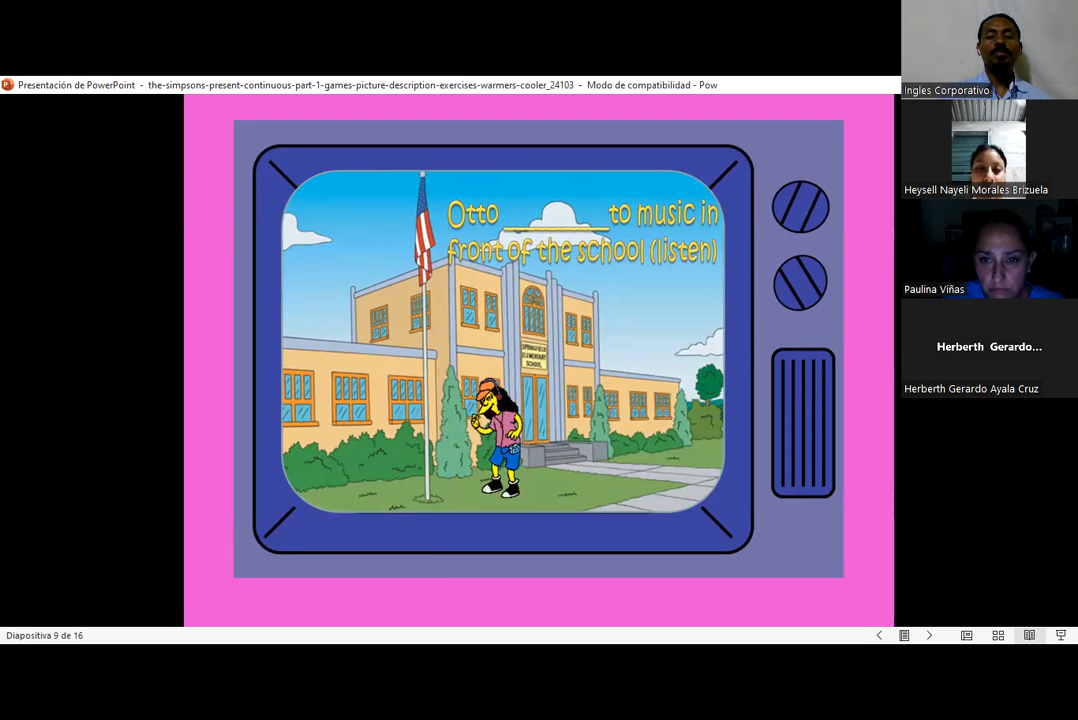 Presentación de PowerPoint - the-simpsons-present-continuous-part-1-games-picture-description-exercises-warmers-cooler_24103 - Modo de compatibilidad - Pow
Otto __________ to music in
front of the school (listen)
SPRINGFIELD
ELEMENTARY
SCHOOL
Ingles Corporativo
Heysell Nayeli Morales Brizuela
Paulina Viñas
Herberth Gerardo...
Herberth Gerardo Ayala Cruz
Diapositiva 9 de 16